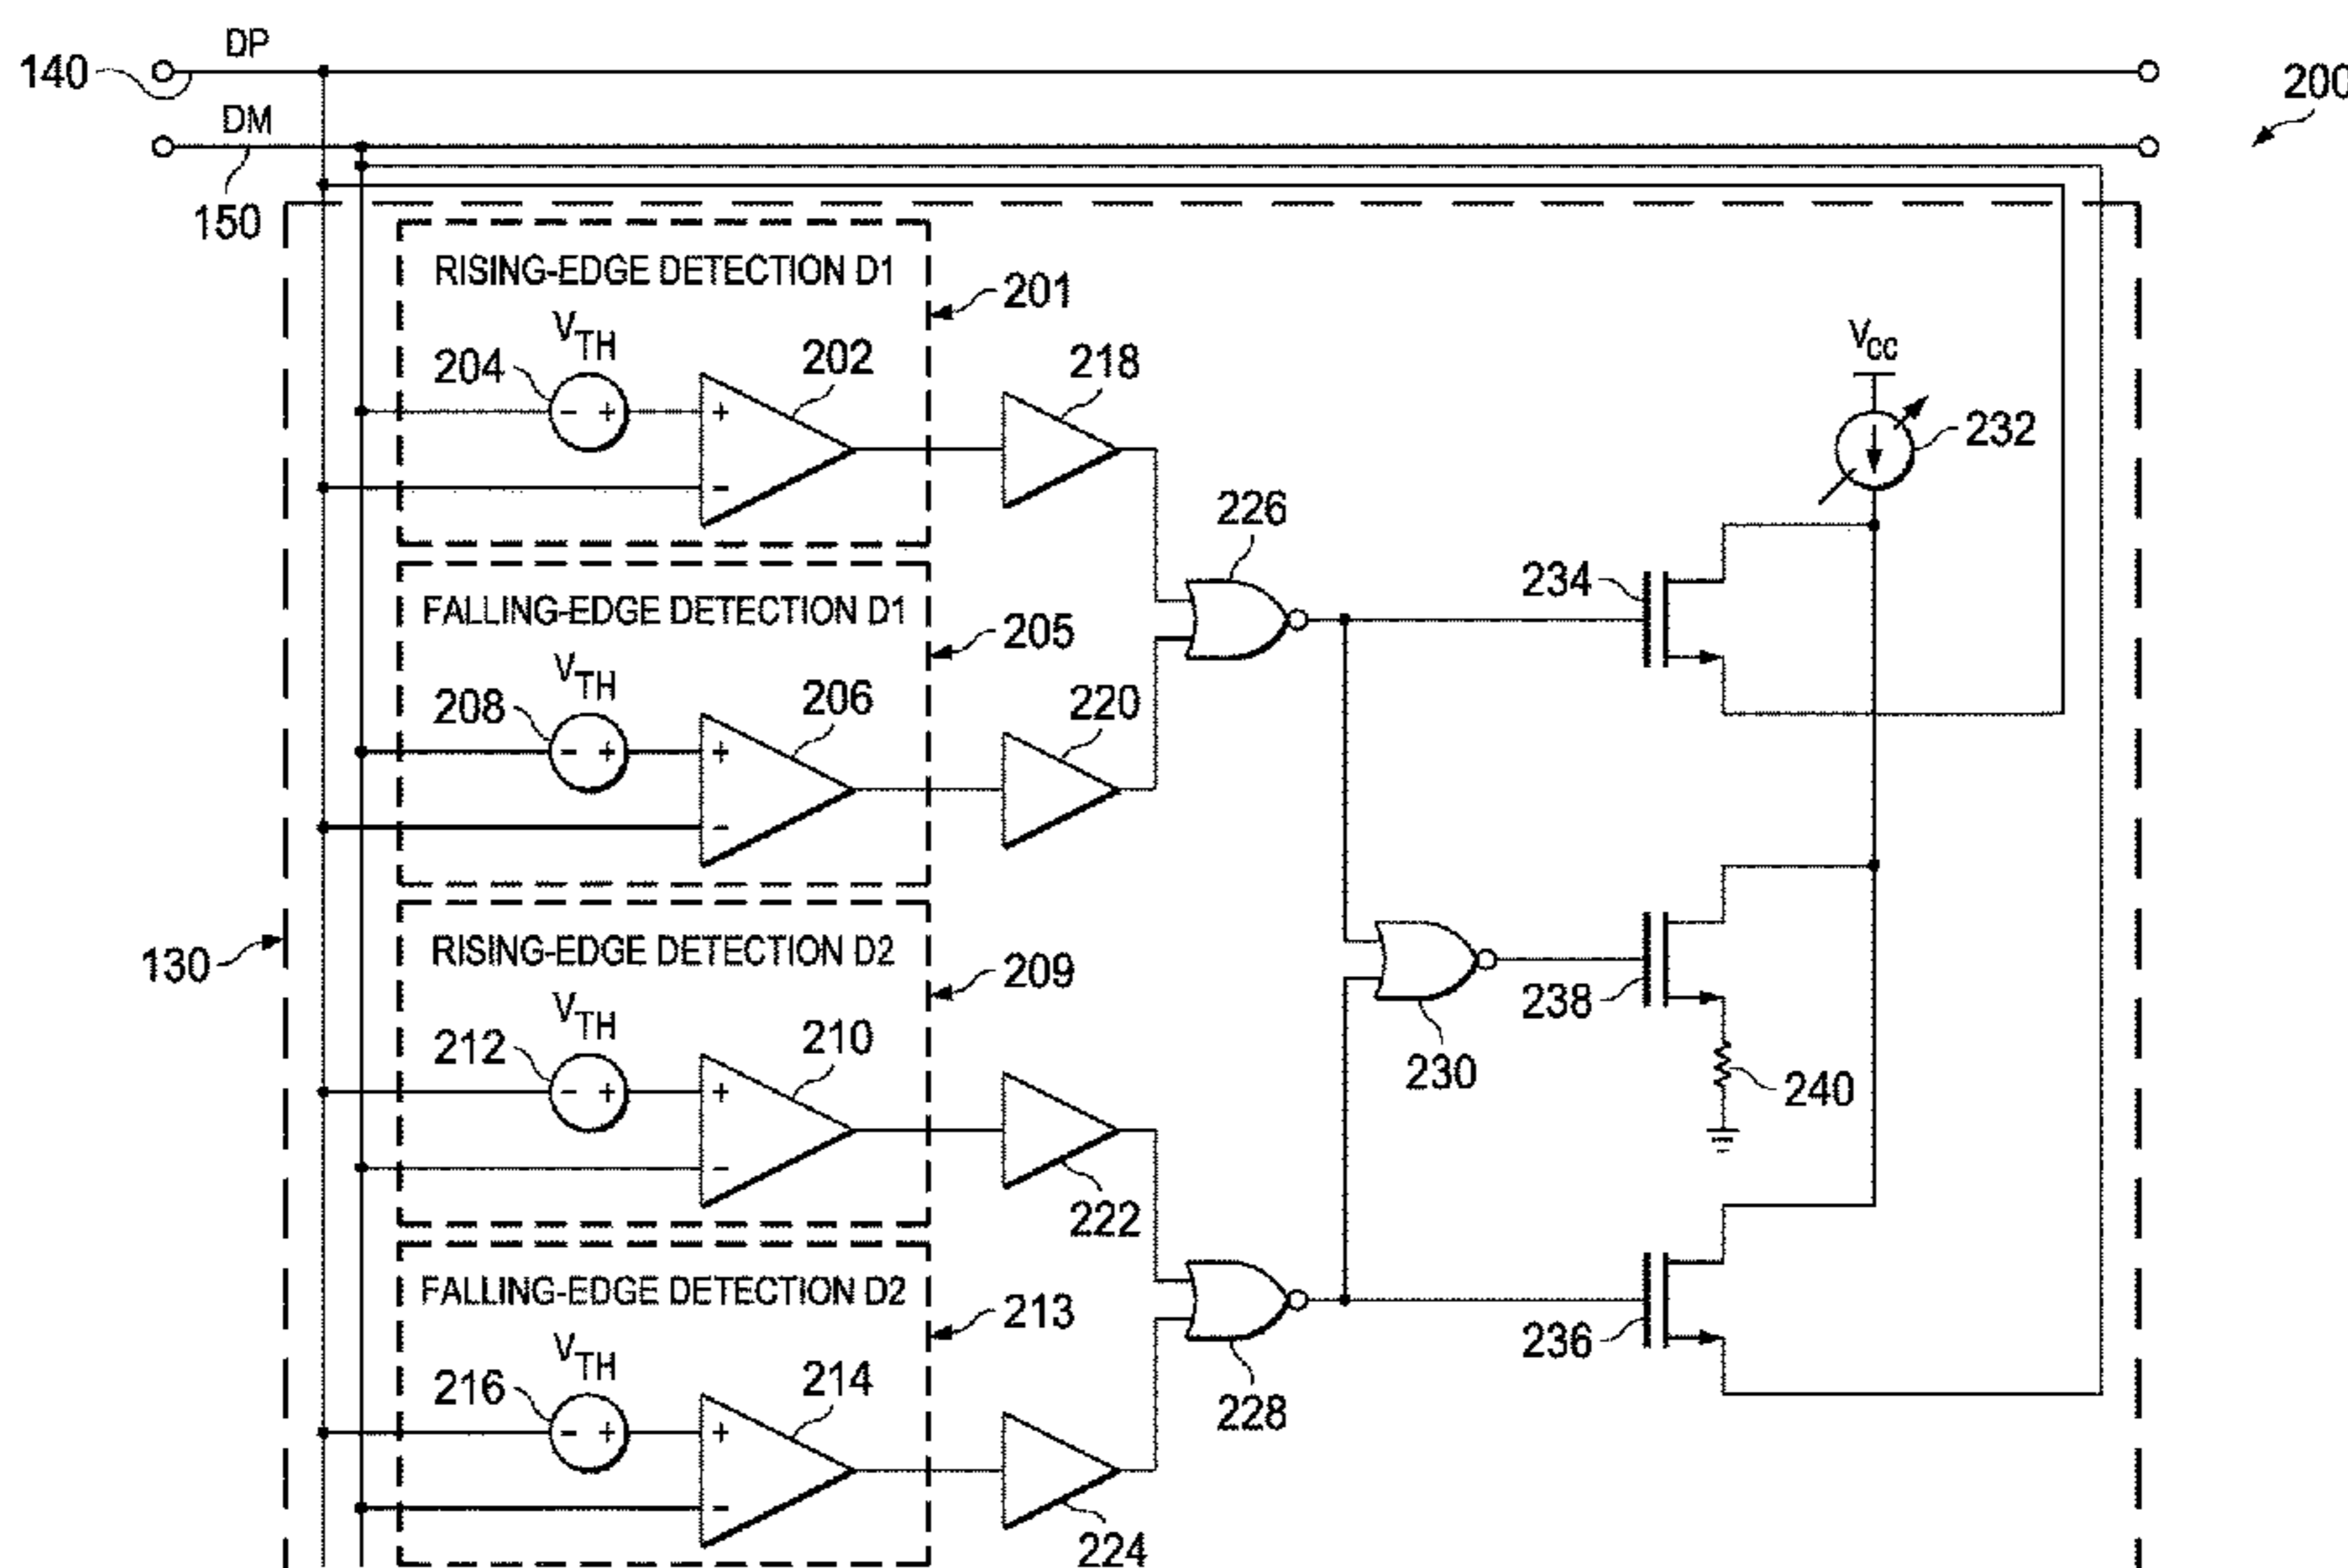 DP
140
200
DM
150
RISING-EDGE DETECTION D1
201
VTH
204
202
218
VCC
232
226
234
FALLING-EDGE DETECTION D1
205
VTH
208
206
220
130
RISING-EDGE DETECTION D2
209
238
VTH
212
210
230
240
222
FALLING-EDGE DETECTION D2
213
236
VTH
216
214
228
224